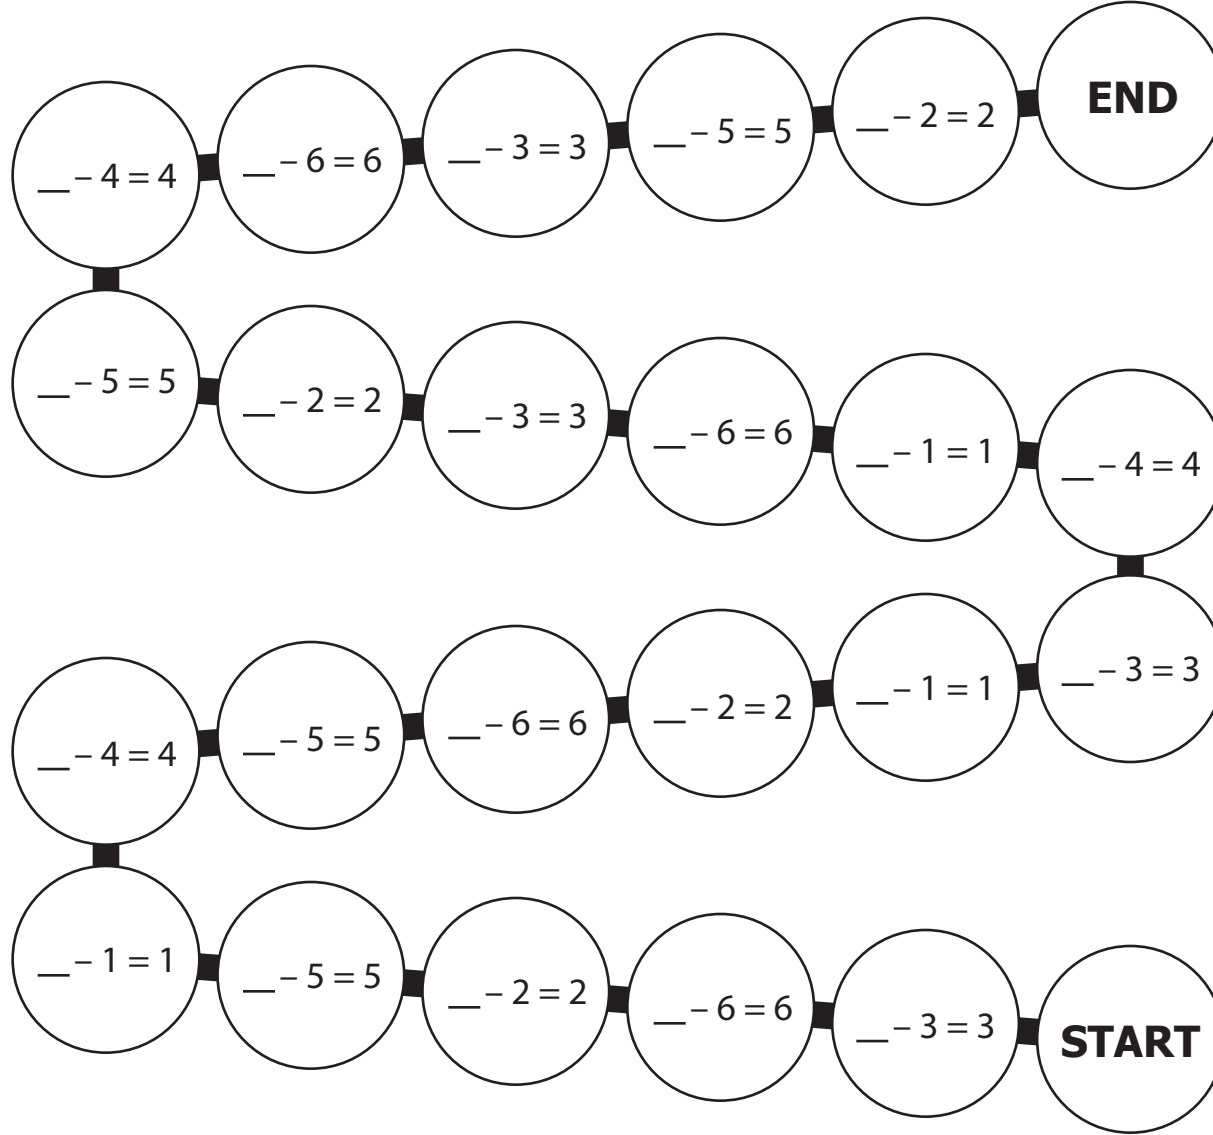 __ – 4 = 4
__ – 6 = 6
__ – 3 = 3
__ – 5 = 5
__ – 2 = 2
END
__ – 5 = 5
__ – 2 = 2
__ – 3 = 3
__ – 6 = 6
__ – 1 = 1
__ – 4 = 4
__ – 4 = 4
__ – 5 = 5
__ – 6 = 6
__ – 2 = 2
__ – 1 = 1
__ – 3 = 3
__ – 1 = 1
__ – 5 = 5
__ – 2 = 2
__ – 6 = 6
__ – 3 = 3
START